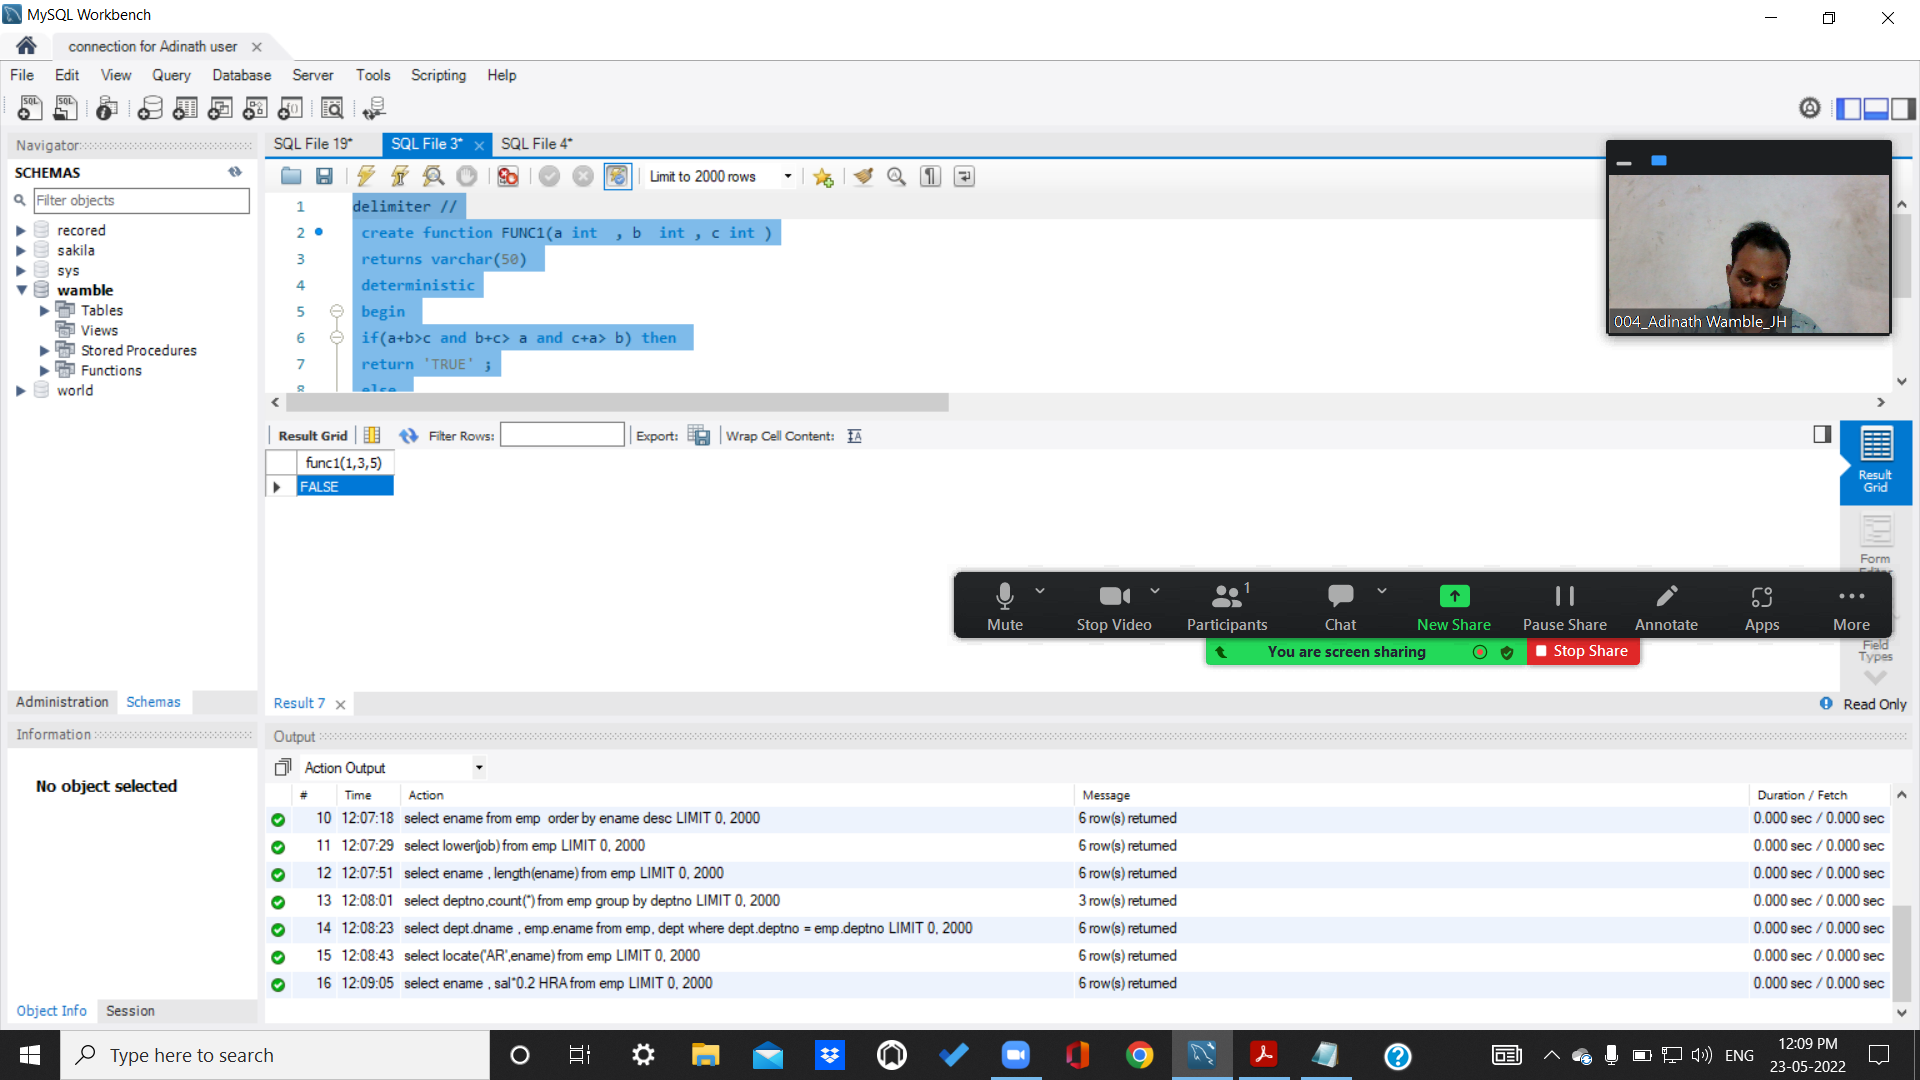 MySQL Workbench
connection for Adinath user
File Edit View Query Database Server Tools Scripting Help
Navigator
SCHEMAS
Filter objects
recored
sakila
sys
wamble
Tables
Views
Stored Procedures
Functions
world
Administration Schemas
Information
No object selected
Object Info Session
SQL File 19* SQL File 3* SQL File 4*
Limit to 2000 rows
1 delimiter //
2 create function FUNC1(a int , b int , c int )
3 returns varchar(50)
4 deterministic
5 begin
6 if(a+b>c and b+c> a and c+a> b) then
7 return 'TRUE' ;
8 else
004_Adinath Wamble_JH
Result Grid Filter Rows: Export: Wrap Cell Content:
func1(1,3,5)
FALSE
Result
Grid
Form
Editor
Field
Types
Mute Stop Video Participants 1 Chat New Share Pause Share Annotate Apps More
You are screen sharing Stop Share
Result 7
Read Only
Output
Action Output
# Time Action Message Duration / Fetch
10 12:07:18 select ename from emp order by ename desc LIMIT 0, 2000 6 row(s) returned 0.000 sec / 0.000 sec
11 12:07:29 select lower(job) from emp LIMIT 0, 2000 6 row(s) returned 0.000 sec / 0.000 sec
12 12:07:51 select ename , length(ename) from emp LIMIT 0, 2000 6 row(s) returned 0.000 sec / 0.000 sec
13 12:08:01 select deptno,count(*) from emp group by deptno LIMIT 0, 2000 3 row(s) returned 0.000 sec / 0.000 sec
14 12:08:23 select dept.dname , emp.ename from emp, dept where dept.deptno = emp.deptno LIMIT 0, 2000 6 row(s) returned 0.000 sec / 0.000 sec
15 12:08:43 select locate('AR',ename) from emp LIMIT 0, 2000 6 row(s) returned 0.000 sec / 0.000 sec
16 12:09:05 select ename , sal*0.2 HRA from emp LIMIT 0, 2000 6 row(s) returned 0.000 sec / 0.000 sec
Type here to search
ENG
12:09 PM
23-05-2022